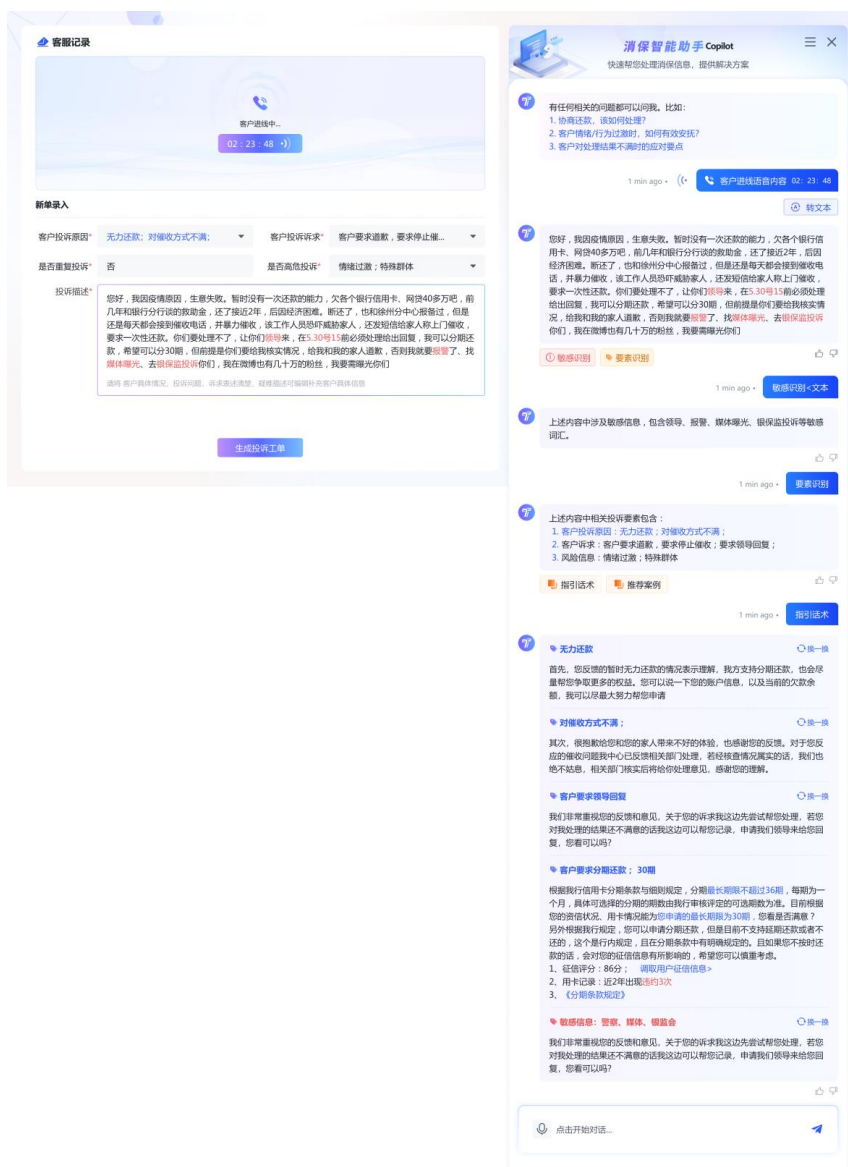 客服记录
客户进线中...
02 : 23 : 48
新单录入
客户投诉原因* 无力还款; 对催收方式不满;
客户投诉诉求* 客户要求道歉，要求停止催...
是否重复投诉* 否
是否高危投诉* 情绪过激；特殊群体
投诉描述*
您好，我因疫情原因，生意失败。暂时没有一次还款的能力，欠各个银行信用卡、网贷40多万吧，前
几年和银行分行谈的救助金，还了接近2年，后因经济困难。断还了，也和徐州分中心报备过，但是
还是每天都会接到催收电话，并暴力催收，该工作人员恐吓威胁家人，还发短信给家人称上门催收，
要求一次性还款。你们要处理不了，让你们领导来，在5.30号15前必须处理给出回复，我可以分期还
款，希望可以分30期，但前提是你们要给我核实情况，给我和我的家人道歉，否则我就要报警了、找
媒体曝光、去银保监投诉你们，我在微博也有几十万的粉丝，我要需曝光你们
请将 客户具体情况、投诉问题、诉求表述清楚，疑难描述可编辑补充客户具体信息
生成投诉工单
消保智能助手 Copilot
快速帮您处理消保信息，提供解决方案
有任何相关的问题都可以问我。比如：
1. 协商还款，该如何处理?
2. 客户情绪/行为过激时，如何有效安抚?
3. 客户对处理结果不满时的应对要点
1 min ago • 客户进线语音内容 02: 23: 48
转文本
您好，我因疫情原因，生意失败。暂时没有一次还款的能力，欠各个银行信
用卡、网贷40多万吧，前几年和银行分行谈的救助金，还了接近2年，后因
经济困难。断还了，也和徐州分中心报备过，但是还是每天都会接到催收电
话，并暴力催收，该工作人员恐吓威胁家人，还发短信给家人称上门催收，
要求一次性还款。你们要处理不了，让你们领导来，在5.30号15前必须处理
给出回复，我可以分期还款，希望可以分30期，但前提是你们要给我核实情
况，给我和我的家人道歉，否则我就要报警了、找媒体曝光、去银保监投诉
你们，我在微博也有几十万的粉丝，我要需曝光你们
敏感识别 要素识别
1 min ago • 敏感识别<文本
上述内容中涉及敏感信息，包含领导、报警、媒体曝光、银保监投诉等敏感
词汇。
1 min ago • 要素识别
上述内容中相关投诉要素包含：
1. 客户投诉原因：无力还款；对催收方式不满；
2. 客户诉求：客户要求道歉，要求停止催收；要求领导回复；
3. 风险信息：情绪过激；特殊群体
指引话术 推荐案例
1 min ago • 指引话术
无力还款 换一换
首先，您反馈的暂时无力还款的情况表示理解，我方支持分期还款，也会尽
量帮您争取更多的权益。您可以说一下您的账户信息，以及当前的欠款余
额，我可以尽最大努力帮您申请
对催收方式不满； 换一换
其次，很抱歉给您和您的家人带来不好的体验，也感谢您的反馈。对于您反
应的催收问题我中心已反馈相关部门处理，若经核查情况属实的话，我们也
绝不姑息，相关部门核实后将给你处理意见，感谢您的理解。
客户要求领导回复 换一换
我们非常重视您的反馈和意见，关于您的诉求我这边先尝试帮您处理，若您
对我处理的结果还不满意的话我这边可以帮您记录，申请我们领导来给您回
复，您看可以吗?
客户要求分期还款； 30期
根据我行信用卡分期条款与细则规定，分期最长期限不超过36期，每期为一
个月，具体可选择的分期的期数由我行审核评定的可选期数为准。目前根据
您的资信状况、用卡情况能为您申请的最长期限为30期，您看是否满意？
另外根据我行规定，您可以申请分期还款，但是目前不支持延期还款或者不
还的，这个是行内规定，且在分期条款中有明确规定的。且如果您不按时还
款的话，会对您的征信信息有所影响的，希望您可以慎重考虑。
1、征信评分：86分； 调取用户征信信息>
2、用卡记录：近2年出现违约3次
3、《分期条款规定》
敏感信息：警察、媒体、银监会 换一换
我们非常重视您的反馈和意见，关于您的诉求我这边先尝试帮您处理，若您
对我处理的结果还不满意的话我这边可以帮您记录，申请我们领导来给您回
复，您看可以吗?
点击开始对话...